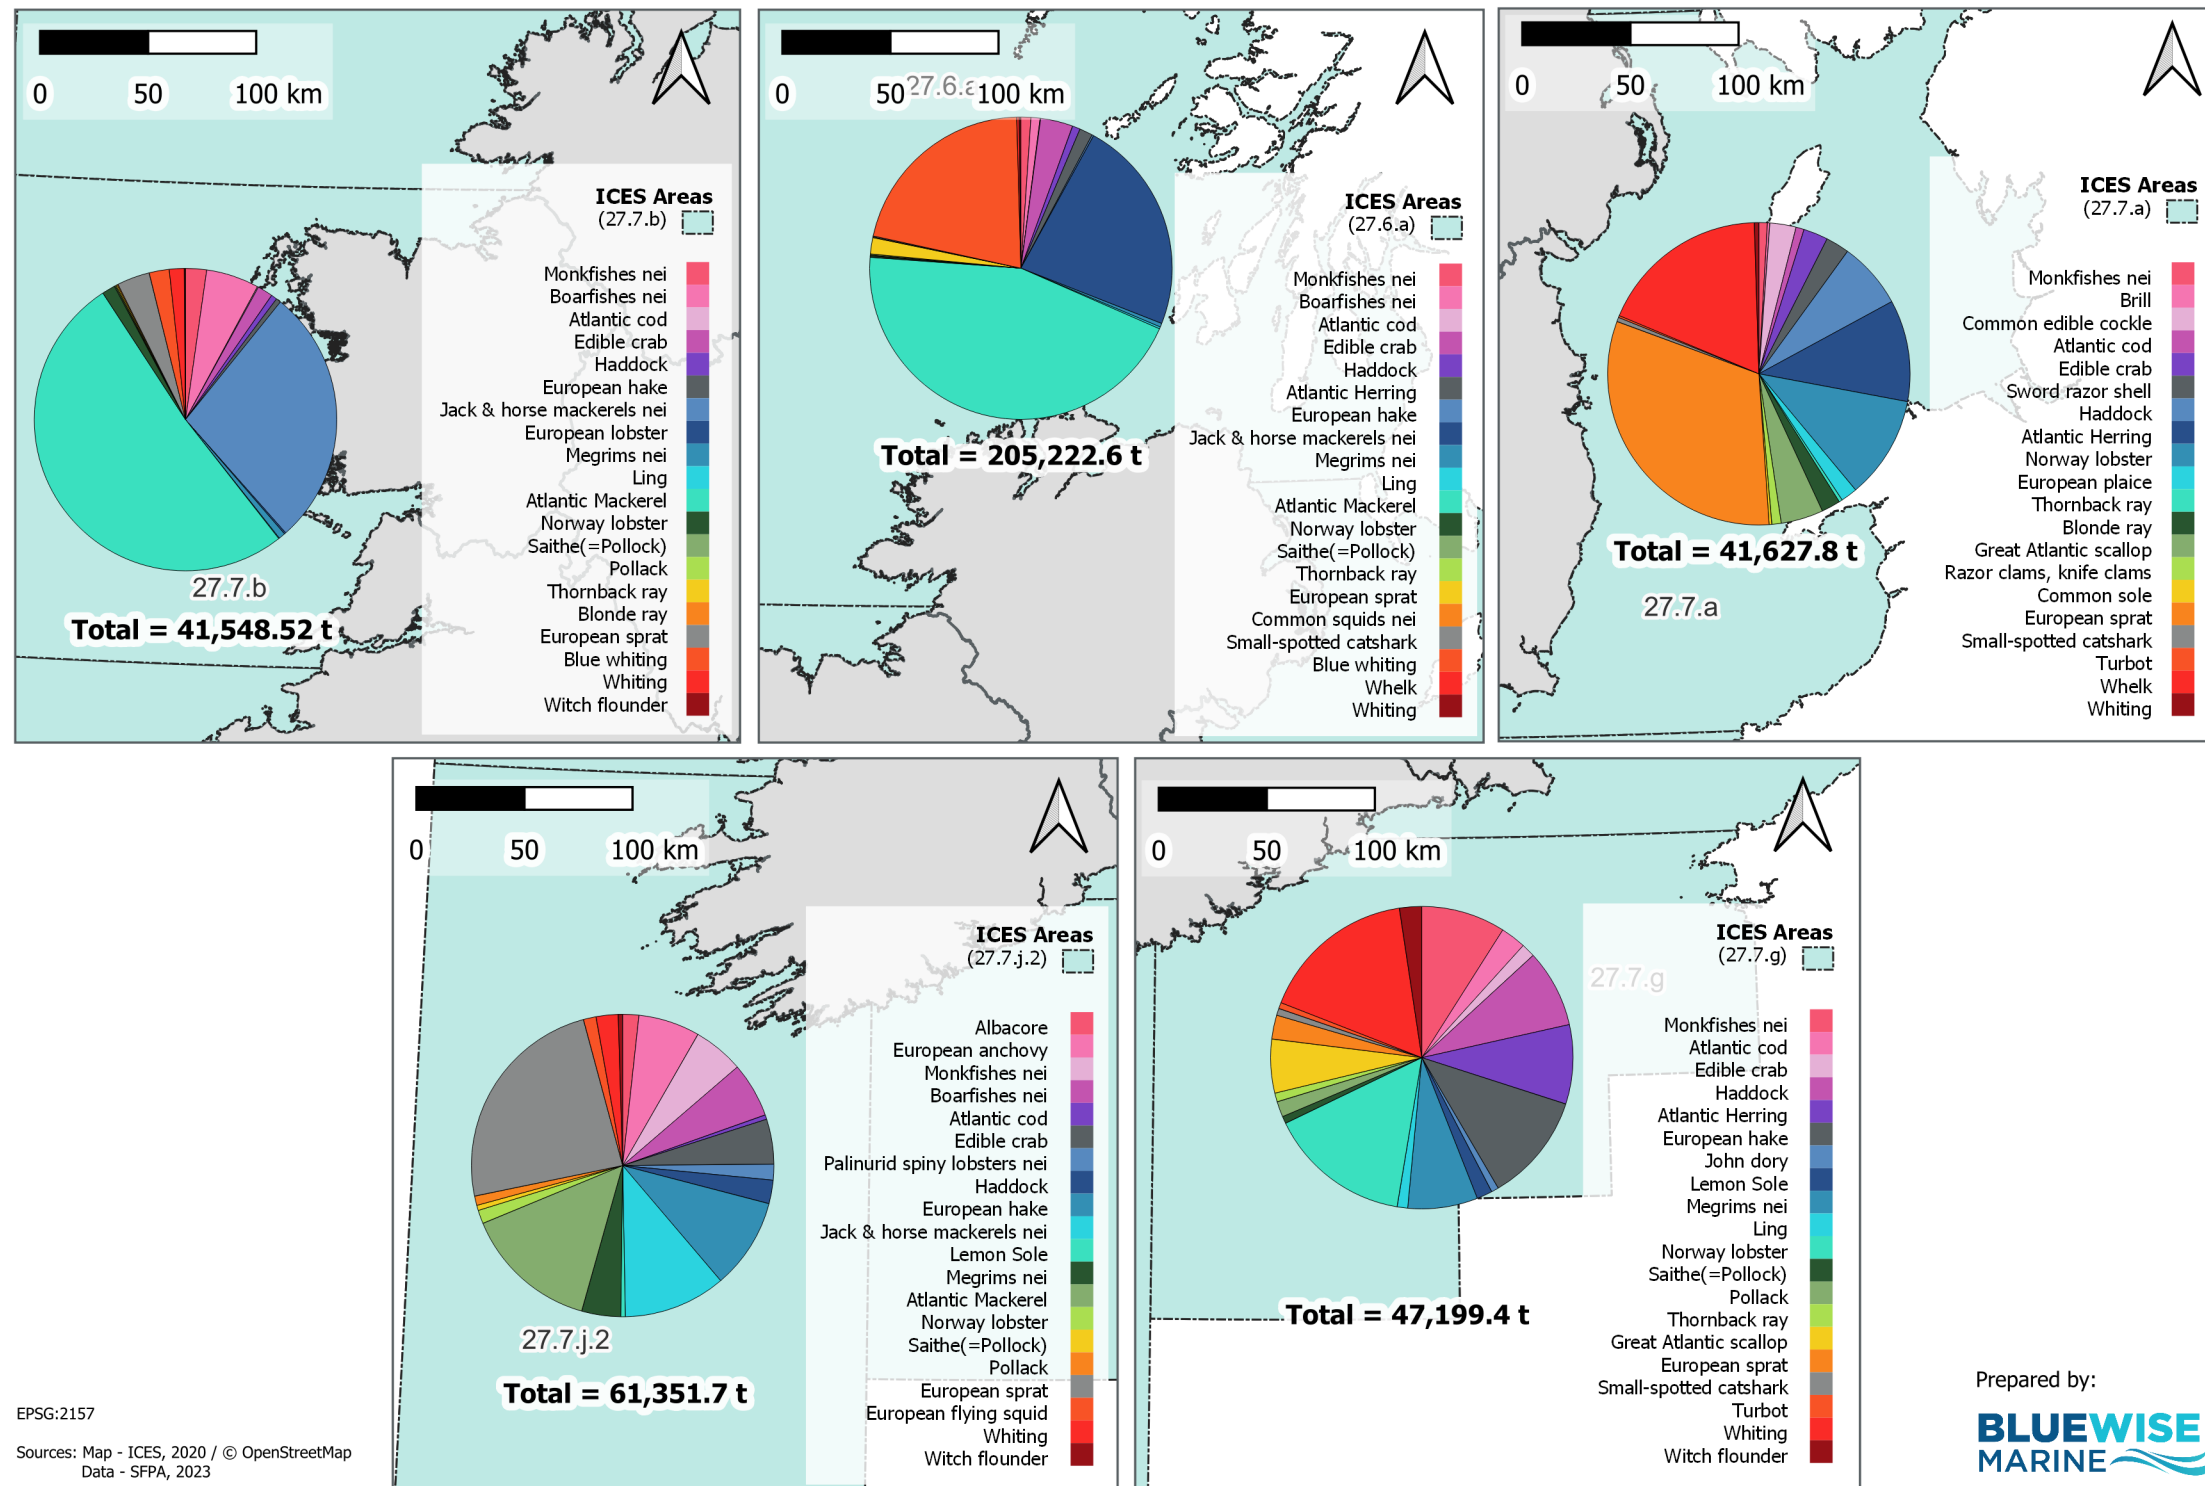 0 50 100 km
ICES Areas
(27.7.b)
Monkfishes nei
Boarfishes nei
Atlantic cod
Edible crab
Haddock
European hake
Jack & horse mackerels nei
European lobster
Megrims nei
Ling
Atlantic Mackerel
Norway lobster
Saithe(=Pollock)
Pollack
Thornback ray
Blonde ray
European sprat
Blue whiting
Whiting
Witch flounder
27.7.b
Total = 41,548.52 t
0 50 100 km
27.6.a
ICES Areas
(27.6.a)
Monkfishes nei
Boarfishes nei
Atlantic cod
Edible crab
Haddock
Atlantic Herring
European hake
Jack & horse mackerels nei
Megrims nei
Ling
Atlantic Mackerel
Norway lobster
Saithe(=Pollock)
Thornback ray
European sprat
Common squids nei
Small-spotted catshark
Blue whiting
Whelk
Whiting
Total = 205,222.6 t
0 50 100 km
ICES Areas
(27.7.a)
Monkfishes nei
Brill
Common edible cockle
Atlantic cod
Edible crab
Sword razor shell
Haddock
Atlantic Herring
Norway lobster
European plaice
Thornback ray
Blonde ray
Great Atlantic scallop
Razor clams, knife clams
Common sole
European sprat
Small-spotted catshark
Turbot
Whelk
Whiting
Total = 41,627.8 t
27.7.a
0 50 100 km
ICES Areas
(27.7.j.2)
Albacore
European anchovy
Monkfishes nei
Boarfishes nei
Atlantic cod
Edible crab
Palinurid spiny lobsters nei
Haddock
European hake
Jack & horse mackerels nei
Lemon Sole
Megrims nei
Atlantic Mackerel
Norway lobster
Saithe(=Pollock)
Pollack
European sprat
European flying squid
Whiting
Witch flounder
27.7.j.2
Total = 61,351.7 t
0 50 100 km
ICES Areas
(27.7.g)
27.7.g
Monkfishes nei
Atlantic cod
Edible crab
Haddock
Atlantic Herring
European hake
John dory
Lemon Sole
Megrims nei
Ling
Norway lobster
Saithe(=Pollock)
Pollack
Thornback ray
Great Atlantic scallop
European sprat
Small-spotted catshark
Turbot
Whiting
Witch flounder
Total = 47,199.4 t
EPSG:2157
Sources: Map - ICES, 2020 / © OpenStreetMap
Data - SFPA, 2023
Prepared by:
BLUEWISE
MARINE